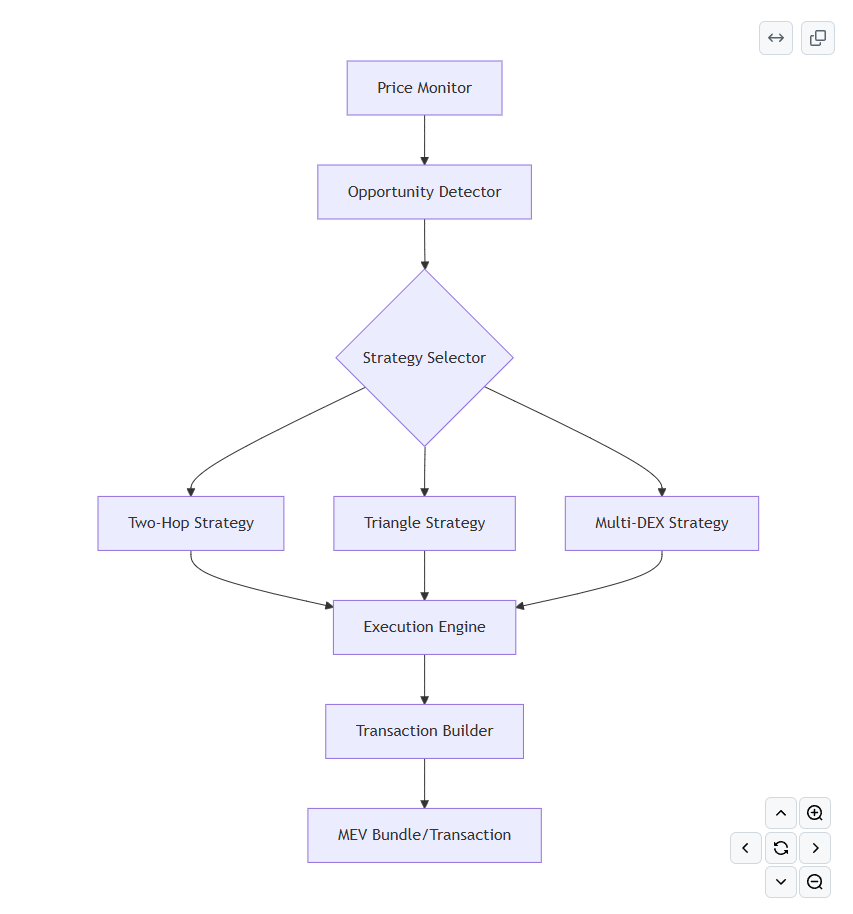 Price Monitor
Opportunity Detector
Strategy Selector
Two-Hop Strategy
Triangle Strategy
Multi-DEX Strategy
Execution Engine
Transaction Builder
MEV Bundle/Transaction